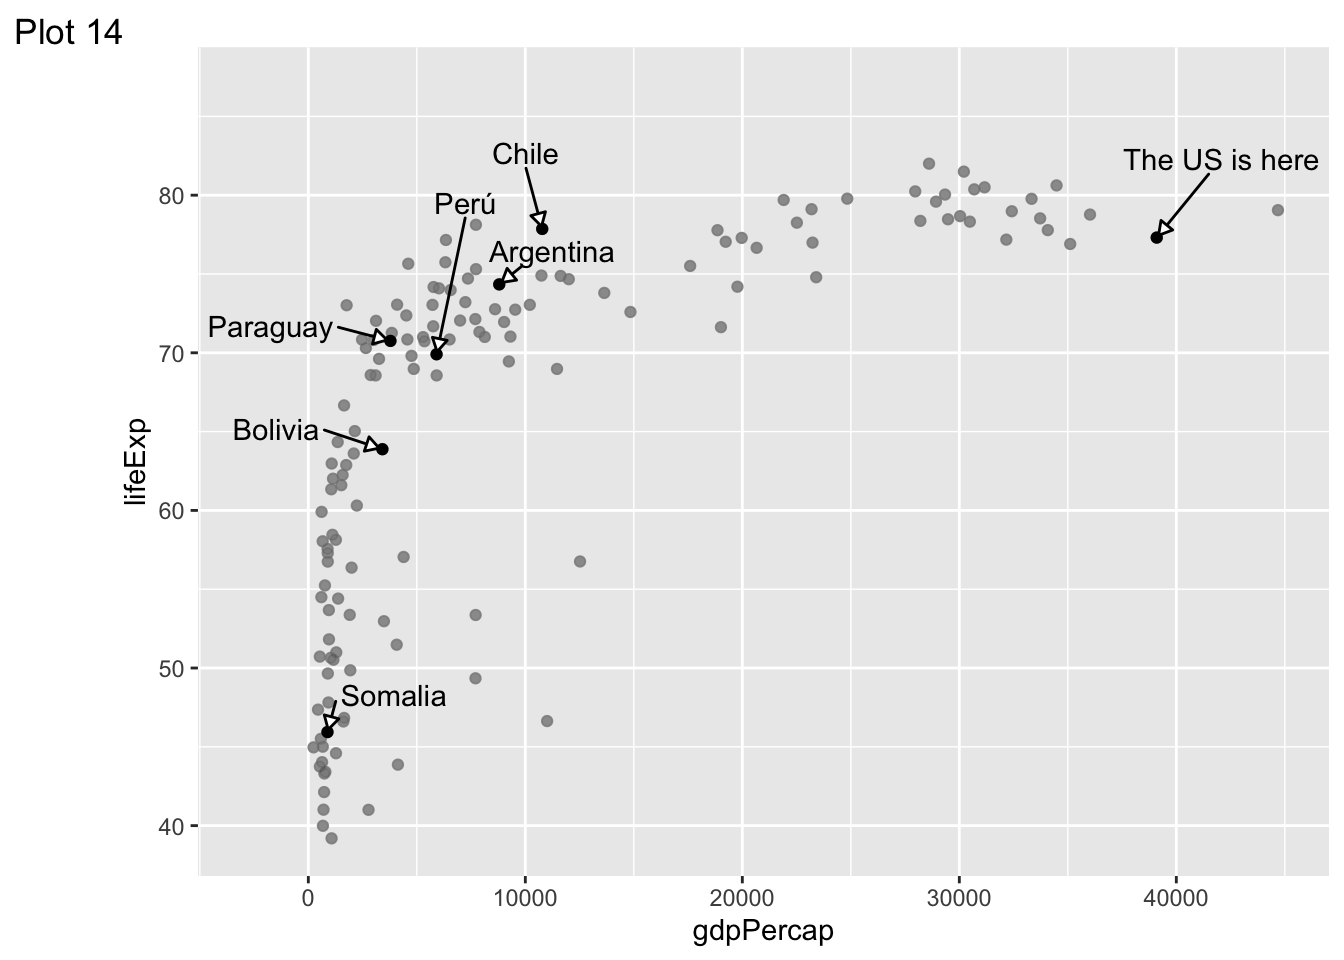 Plot 14
Chile
The US is here
Perú
Argentina
Paraguay
Bolivia
Somalia
lifeExp
80
70
60
50
40
0
10000
20000
30000
40000
gdpPercap